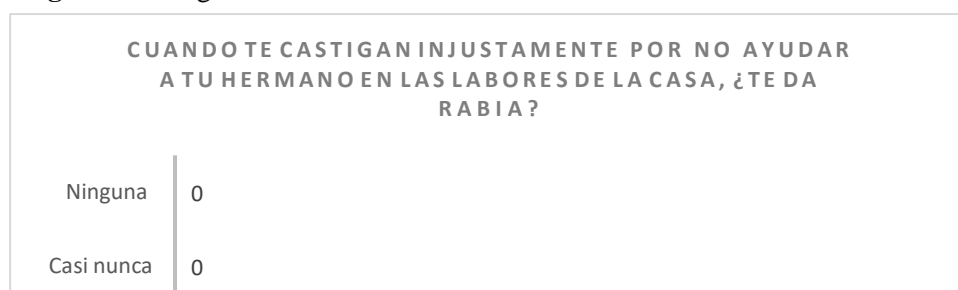 CUANDO TE CASTIGAN INJUSTAMENTE POR NO AYUDAR
A TU HERMANO EN LAS LABORES DE LA CASA, ¿TE DA
RABIA?
Ninguna 0
Casi nunca 0